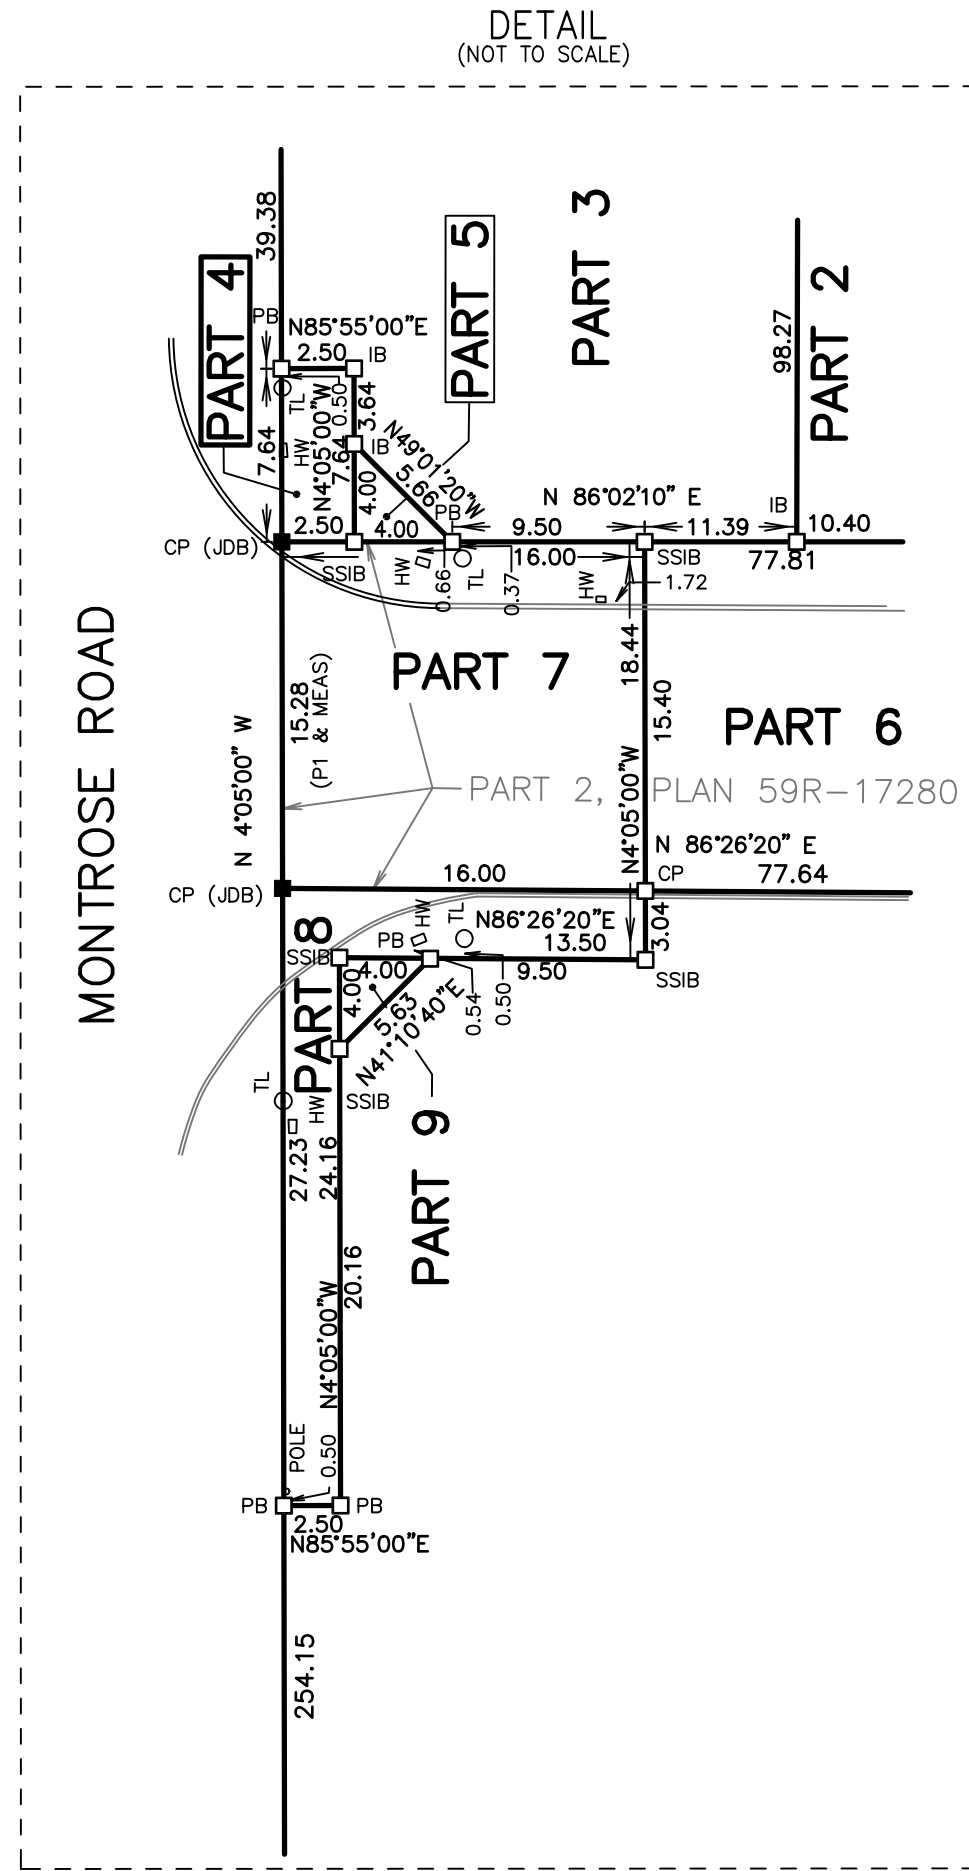 DETAIL
(NOT TO SCALE)
39.38
PART 3
PART 5
PART 4
PART 2
98.27
PB
N85°55'00"E
2.50
IB
TL
0.50
3.64
N4°05'00"W
7.64
HW
7.64
IB
N49°01'20"W
5.66
4.00
PB
N 86°02'10" E
IB
2.50
4.00
9.50
11.39
10.40
CP (JDB)
SSIB
HW
0.66
TL
0.37
16.00
HW
SSIB
77.81
1.72
18.44
MONTROSE ROAD
PART 7
15.28
(P1 & MEAS)
15.40
PART 6
N 4°05'00" W
PART 2, PLAN 59R-17280
N4°05'00"W
N 86°26'20" E
CP (JDB)
16.00
CP
77.64
PART 8
HW
TL
N86°26'20"E
PB
SSIB
4.00
13.50
3.04
9.50
SSIB
4.00
5.63
N41°10'40"E
0.54
0.50
TL
HW
SSIB
PART 9
27.23
24.16
20.16
N4°05'00"W
POLE
0.50
PB
PB
2.50
N85°55'00"E
254.15